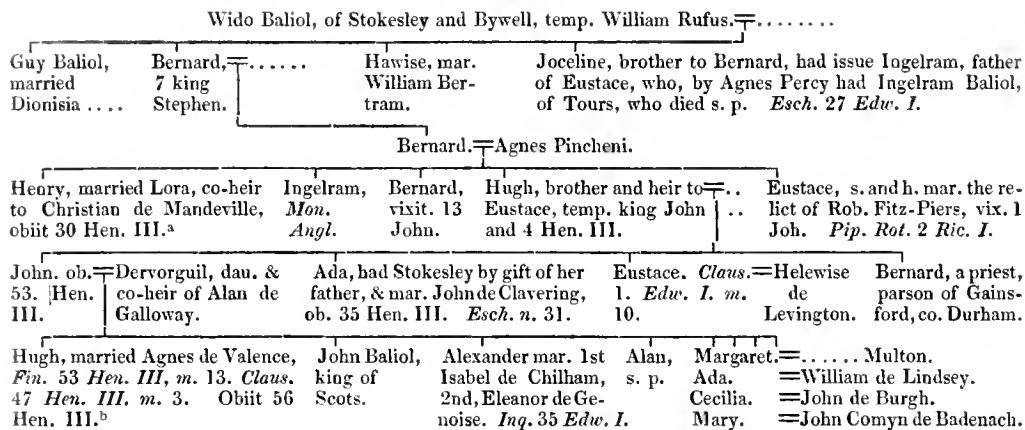 Wido Baliol, of Stokesley and Bywell, temp. William Rufus.=........
Guy Baliol,
married
Dionisia ....
Bernard,=......
7 king
Stephen.
Hawise, mar.
William Ber-
tram.
Joceline, brother to Bernard, had issue Ingelram, father
of Eustace, who, by Agnes Percy had Ingelram Baliol,
of Tours, who died s. p. Esch. 27 Edw. I.
Bernard.=Agnes Pincheni.
Henry, married Lora, co-heir
to Christian de Mandeville,
obiit 30 Hen. III.ª
Ingelram,
Mon.
Angl.
Bernard,
vixit. 13
John.
Hugh, brother and heir to=..
Eustace, temp. king John ..
and 4 Hen. III.
Eustace, s. and h. mar. the re-
lict of Rob. Fitz-Piers, vix. 1
Joh. Pip. Rot. 2 Ric. I.
John. ob.=Dervorguil, dau. &
53. Hen. co-heir of Alan de
III. Galloway.
Ada, had Stokesley by gift of her
father, & mar. John de Clavering,
ob. 35 Hen. III. Esch. n. 31.
Eustace. Claus.=Helewise
1. Edw. I. m. de
10. Levington.
Bernard, a priest,
parson of Gains-
ford, co. Durham.
Hugh, married Agnes de Valence,
Fin. 53 Hen. III, m. 13. Claus.
47 Hen. III. m. 3. Obiit 56
Hen. III.ᵇ
John Baliol,
king of
Scots.
Alexander mar. 1st
Isabel de Chilham,
2nd, Eleanor de Ge-
noise. Inq. 35 Edw. I.
Alan,
s. p.
Margaret.=...... Multon.
Ada. =William de Lindsey.
Cecilia. =John de Burgh.
Mary. =John Comyn de Badenach.